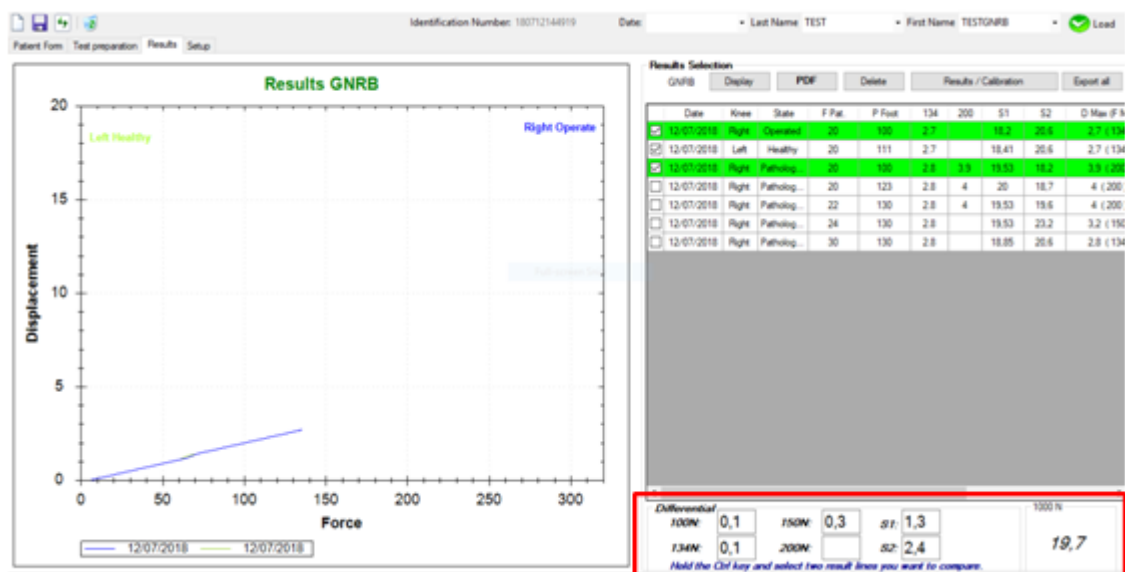 Identification Number: 180712144919 Date: Last Name TEST First Name TESTGNRB Load
Patient Form Test preparation Results Setup
Results GNRB
Left Healthy
Right Operate
20
15
10
5
0
Displacement
0 50 100 150 200 250 300
Force
12/07/2018 12/07/2018
Results Selection
GNRB Display PDF Delete Results / Calibration Export all
Date Knee State F Pat. P Foot 134 200 S1 S2 D Max (F M
12/07/2018 Right Operated 20 100 2.7 18,2 20,6 2,7 ( 134
12/07/2018 Left Healthy 20 111 2.7 18,41 20,6 2,7 ( 134
12/07/2018 Right Patholog... 20 100 2.8 3.9 19,53 18,2 3,9 ( 200
12/07/2018 Right Patholog... 20 123 2.8 4 20 18,7 4 ( 200
12/07/2018 Right Patholog... 22 130 2.8 4 19,53 19,6 4 ( 200
12/07/2018 Right Patholog... 24 130 2.8 19,53 23,2 3,2 ( 150
12/07/2018 Right Patholog... 30 130 2.8 18,85 20,6 2.8 ( 134
Differential
100N: 0,1 150N: 0,3 S1: 1,3
134N: 0,1 200N: S2: 2,4
Hold the Ctrl key and select two result lines you want to compare.
1000 N
19,7